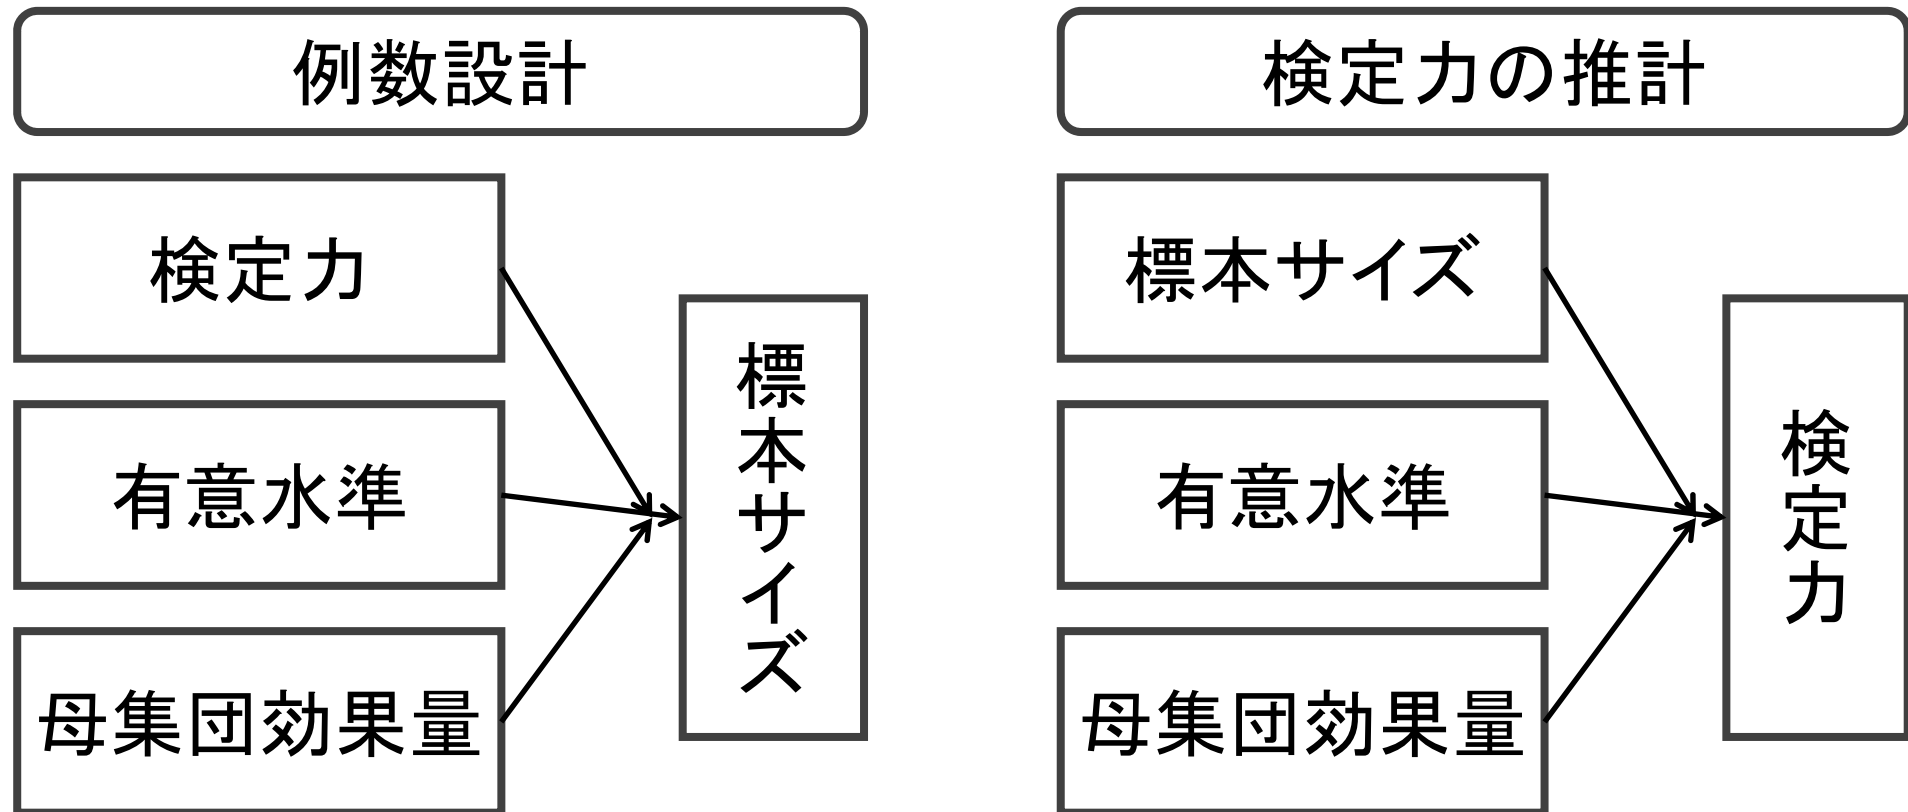 例数設計
検定力
有意水準
母集団効果量
標本サイズ
検定力の推計
標本サイズ
有意水準
母集団効果量
検定力